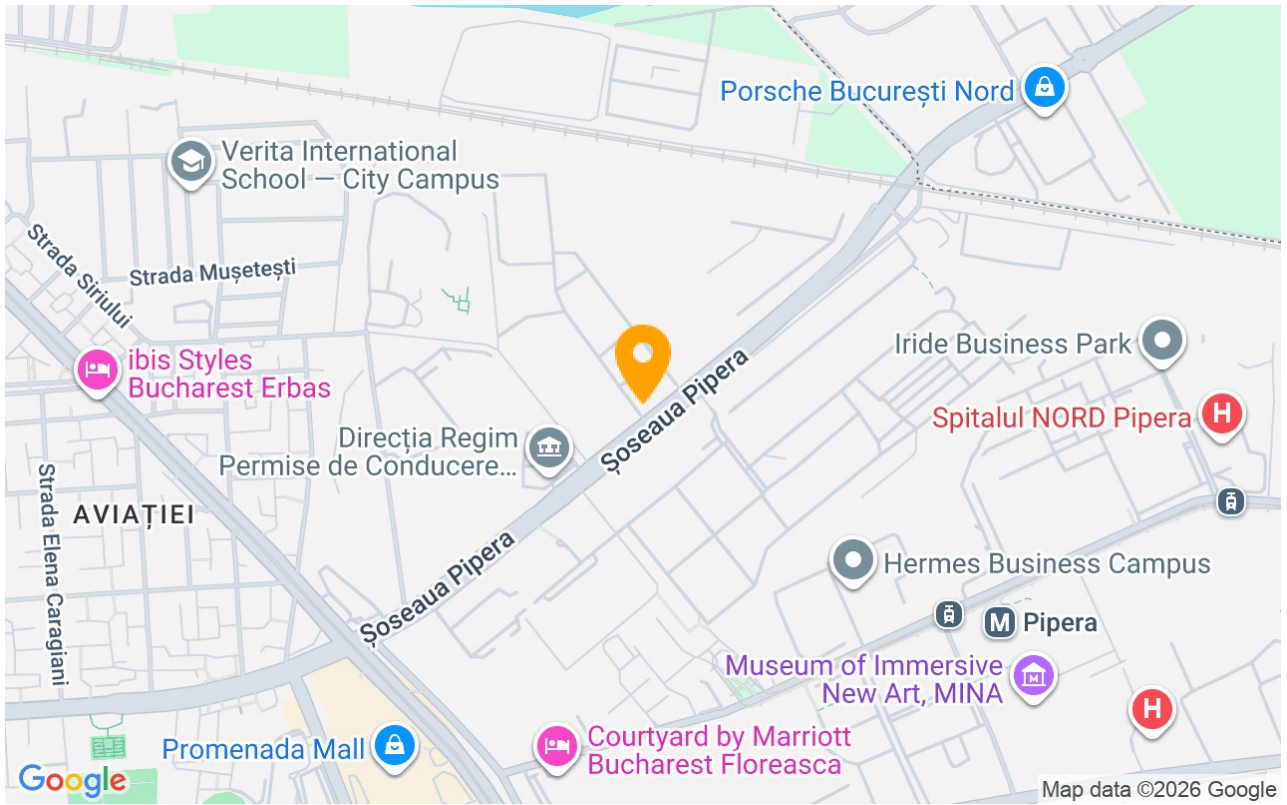 Porsche București Nord
Verita International
School — City Campus
Strada Siriului
Strada Mușetești
Șoseaua Pipera
Iride Business Park
ibis Styles
Bucharest Erbas
Spitalul NORD Pipera
H
Direcția Regim
Permise de Conducere...
Strada Elena Caragiani
AVIAȚIEI
Șoseaua Pipera
Hermes Business Campus
M Pipera
Museum of Immersive
New Art, MINA
H
Promenada Mall
Courtyard by Marriott
Bucharest Floreasca
Google
Map data ©2026 Google